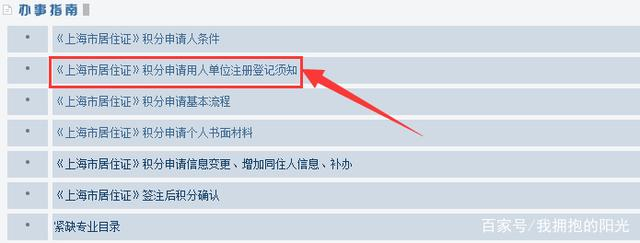 办事指南
《上海市居住证》积分申请人条件
《上海市居住证》积分申请用人单位注册登记须知
《上海市居住证》积分申请基本流程
《上海市居住证》积分申请个人书面材料
《上海市居住证》积分申请信息变更、增加同住人信息、补办
《上海市居住证》签注后积分确认
紧缺专业目录
百家号/我拥抱的阳光